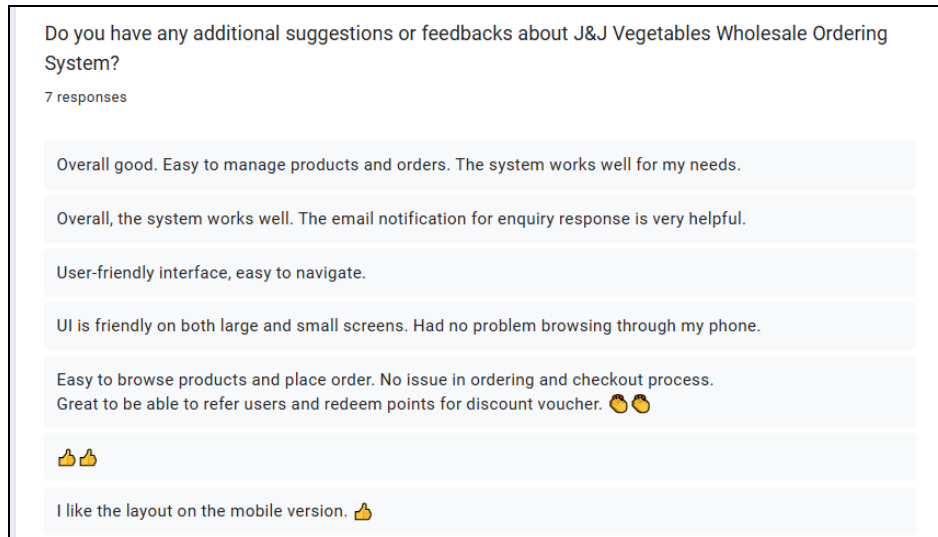 Do you have any additional suggestions or feedbacks about J&J Vegetables Wholesale Ordering
System?
7 responses
Overall good. Easy to manage products and orders. The system works well for my needs.
Overall, the system works well. The email notification for enquiry response is very helpful.
User-friendly interface, easy to navigate.
UI is friendly on both large and small screens. Had no problem browsing through my phone.
Easy to browse products and place order. No issue in ordering and checkout process.
Great to be able to refer users and redeem points for discount voucher. 👏👏
👍👍
I like the layout on the mobile version. 👍